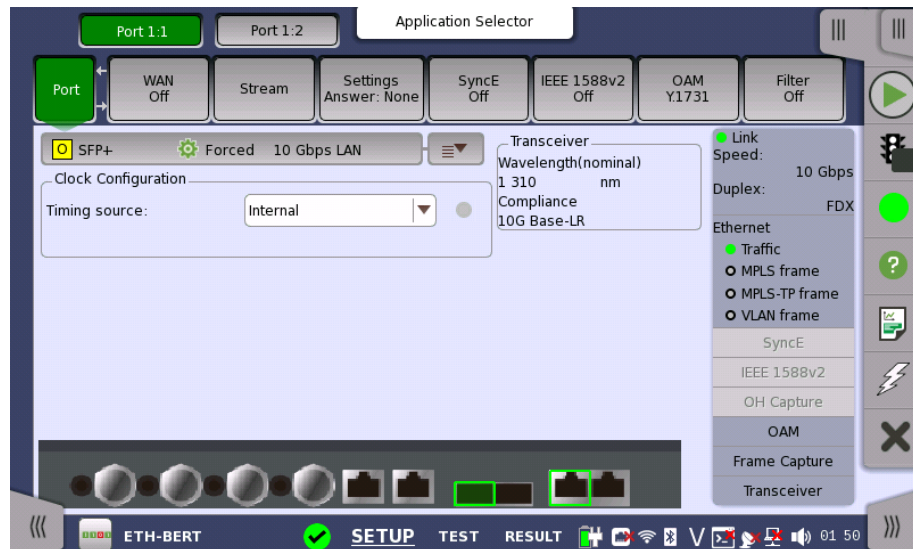 Application Selector
Port 1:1
Port 1:2
Port
WAN
Off
Stream
Settings
Answer: None
SyncE
Off
IEEE 1588v2
Off
OAM
Y.1731
Filter
Off
O SFP+ Forced 10 Gbps LAN
Clock Configuration
Timing source: Internal
Transceiver
Wavelength(nominal)
1 310 nm
Compliance
10G Base-LR
Link
Speed:
10 Gbps
Duplex:
FDX
Ethernet
Traffic
MPLS frame
MPLS-TP frame
VLAN frame
SyncE
IEEE 1588v2
OH Capture
OAM
Frame Capture
Transceiver
ETH-BERT
SETUP TEST RESULT
V
01 50